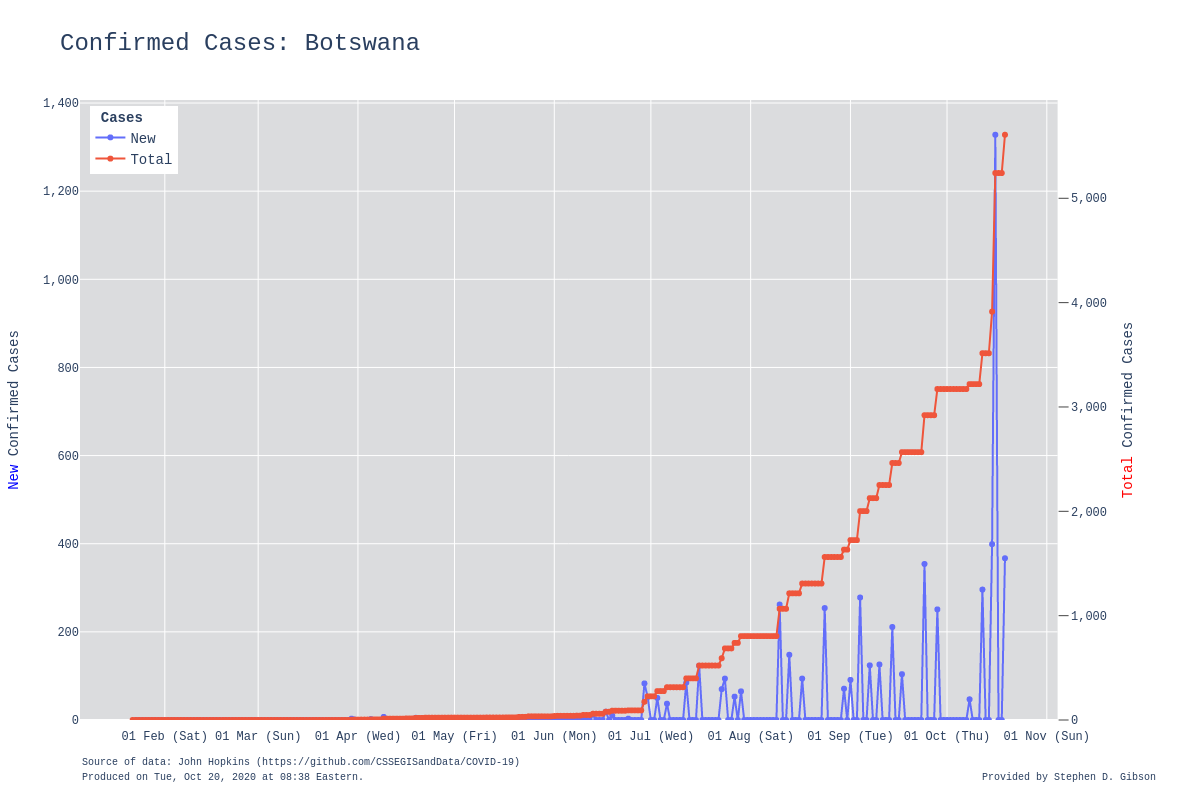 Confirmed Cases: Botswana
Cases
New
Total
1,400
1,200
1,000
800
600
400
200
0
5,000
4,000
3,000
2,000
1,000
0
New Confirmed Cases
Total Confirmed Cases
01 Feb (Sat) 01 Mar (Sun) 01 Apr (Wed) 01 May (Fri) 01 Jun (Mon) 01 Jul (Wed) 01 Aug (Sat) 01 Sep (Tue) 01 Oct (Thu) 01 Nov (Sun)
Source of data: John Hopkins (https://github.com/CSSEGISandData/COVID-19)
Produced on Tue, Oct 20, 2020 at 08:38 Eastern.
Provided by Stephen D. Gibson